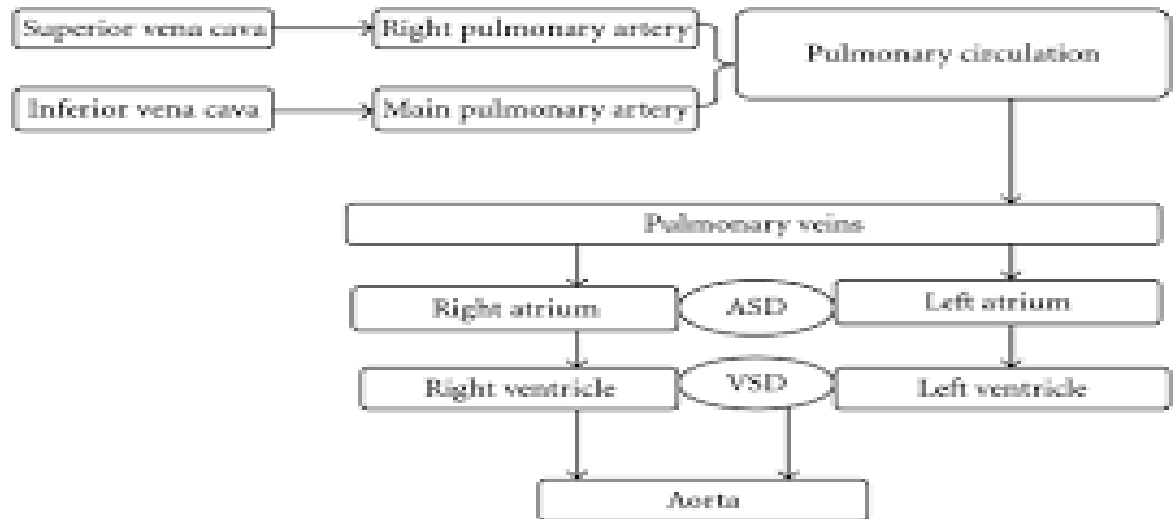 Superior vena cava
Right pulmonary artery
Pulmonary circulation
Inferior vena cava
Main pulmonary artery
Pulmonary veins
Right atrium
ASD
Left atrium
Right ventricle
VSD
Left ventricle
Aorta